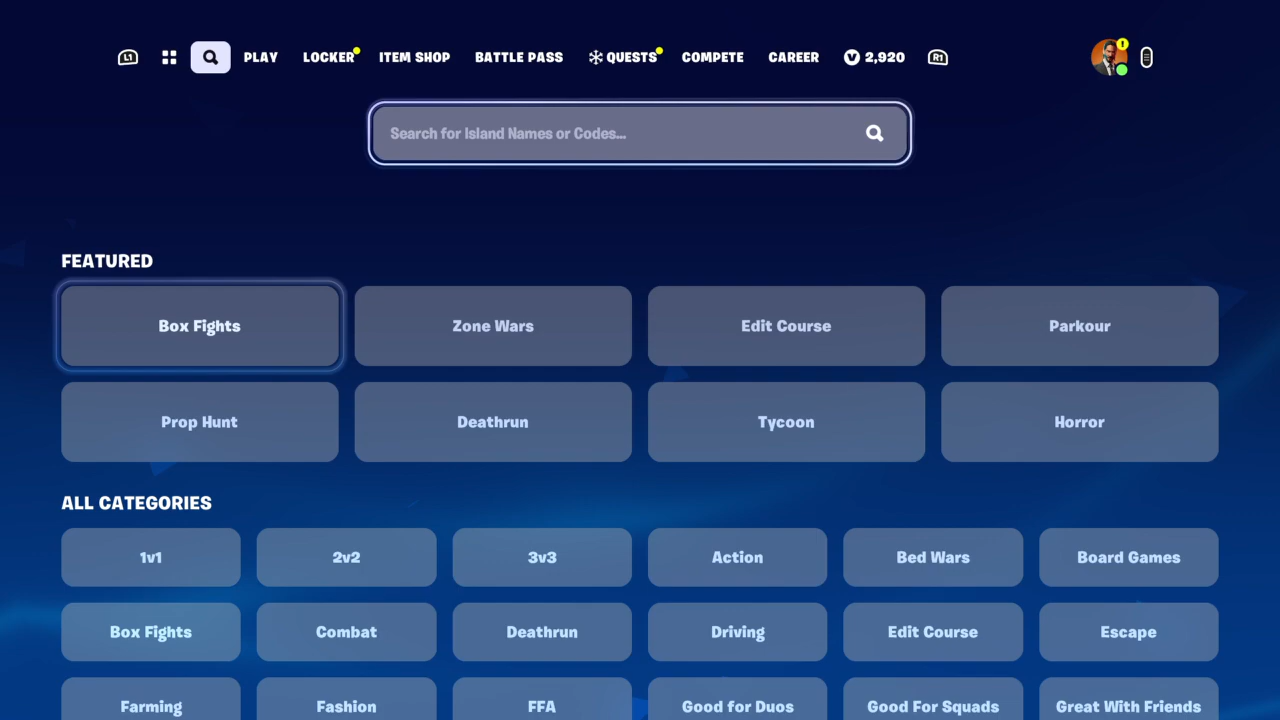 L1 PLAY LOCKER ITEM SHOP BATTLE PASS QUESTS COMPETE CAREER V 2,920 R1 !
Search for Island Names or Codes...
FEATURED
Box Fights Zone Wars Edit Course Parkour
Prop Hunt Deathrun Tycoon Horror
ALL CATEGORIES
1v1 2v2 3v3 Action Bed Wars Board Games
Box Fights Combat Deathrun Driving Edit Course Escape
Farming Fashion FFA Good for Duos Good For Squads Great With Friends